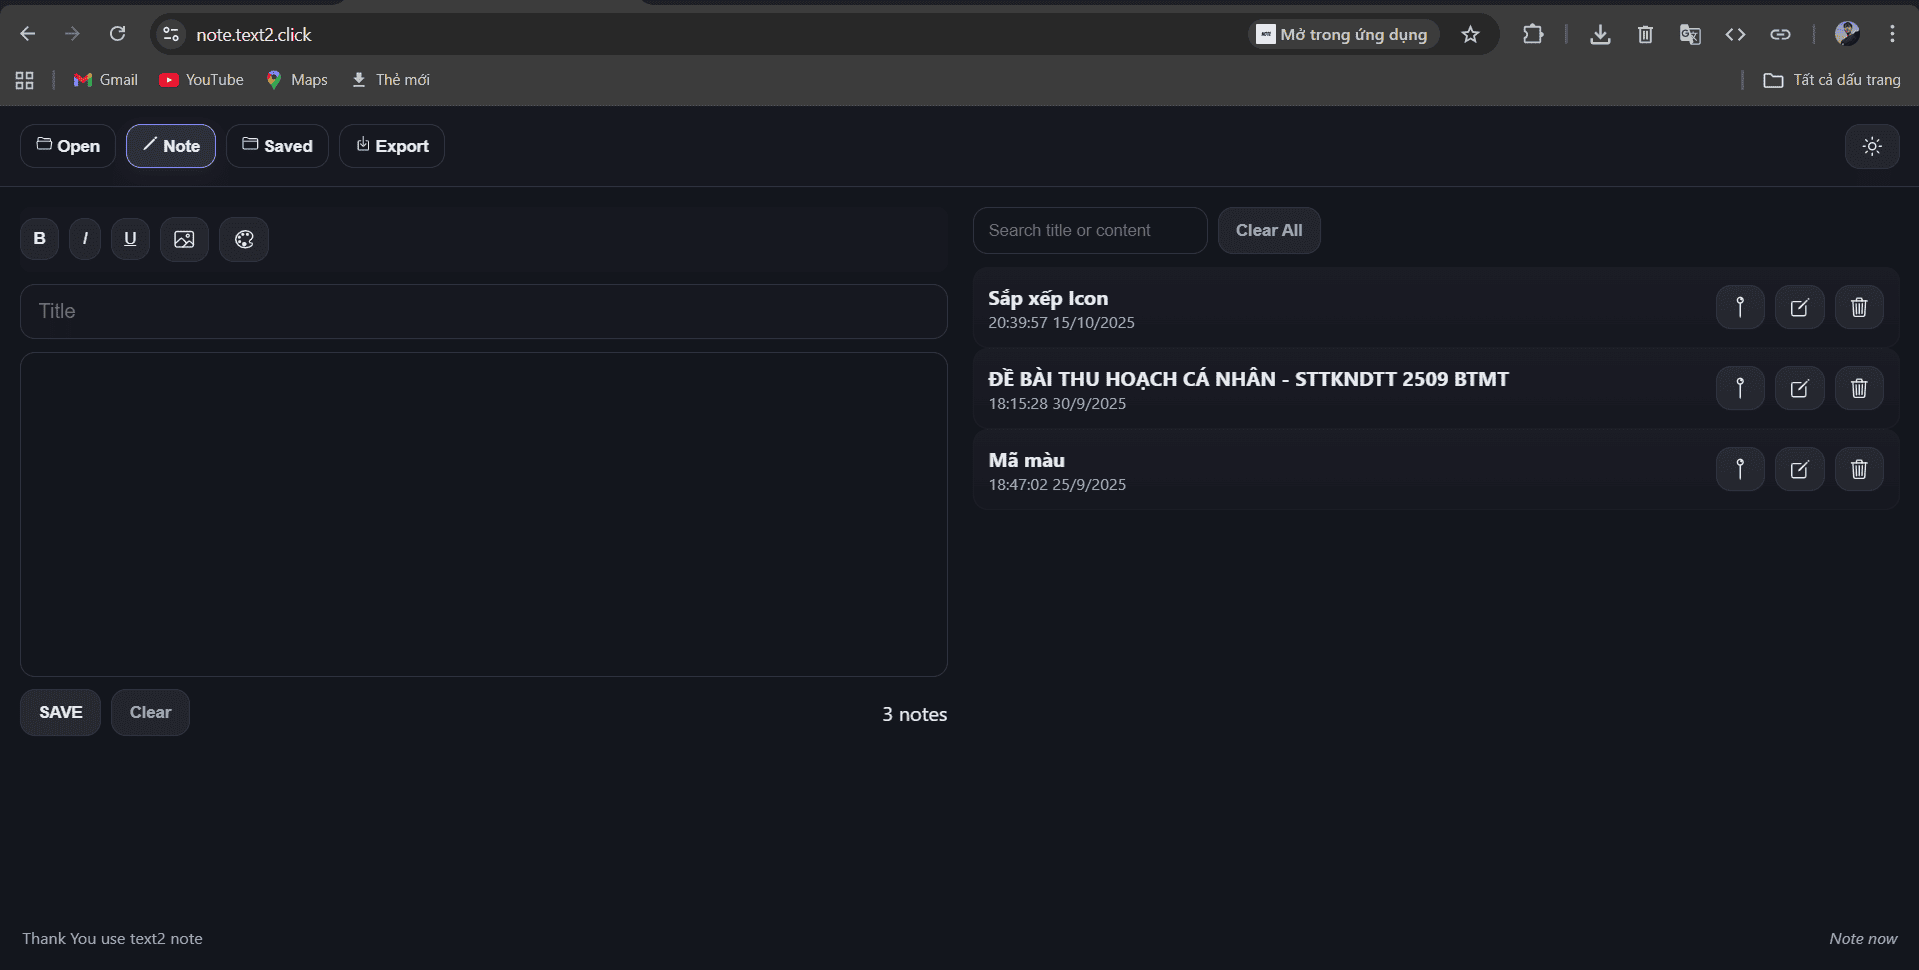 note.text2.click
Mở trong ứng dụng
Gmail
YouTube
Maps
Thẻ mới
Tất cả dấu trang
Open
Note
Saved
Export
B
I
U
Search title or content
Clear All
Title
Sắp xếp Icon
20:39:57 15/10/2025
ĐỀ BÀI THU HOẠCH CÁ NHÂN - STTKNDTT 2509 BTMT
18:15:28 30/9/2025
Mã màu
18:47:02 25/9/2025
SAVE
Clear
3 notes
Thank You use text2 note
Note now